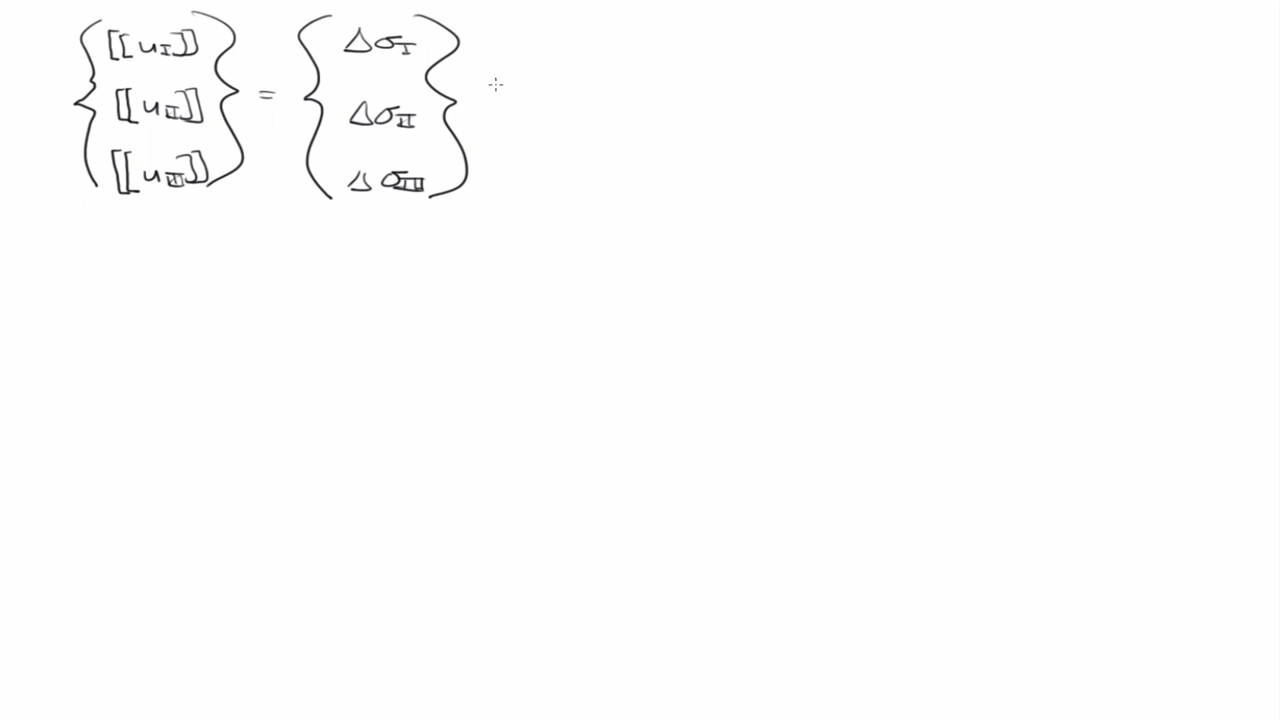 { [[u_I]] } = { Δσ_I }
{ [[u_II]] } { Δσ_II }
{ [[u_III]] } { Δσ_III }